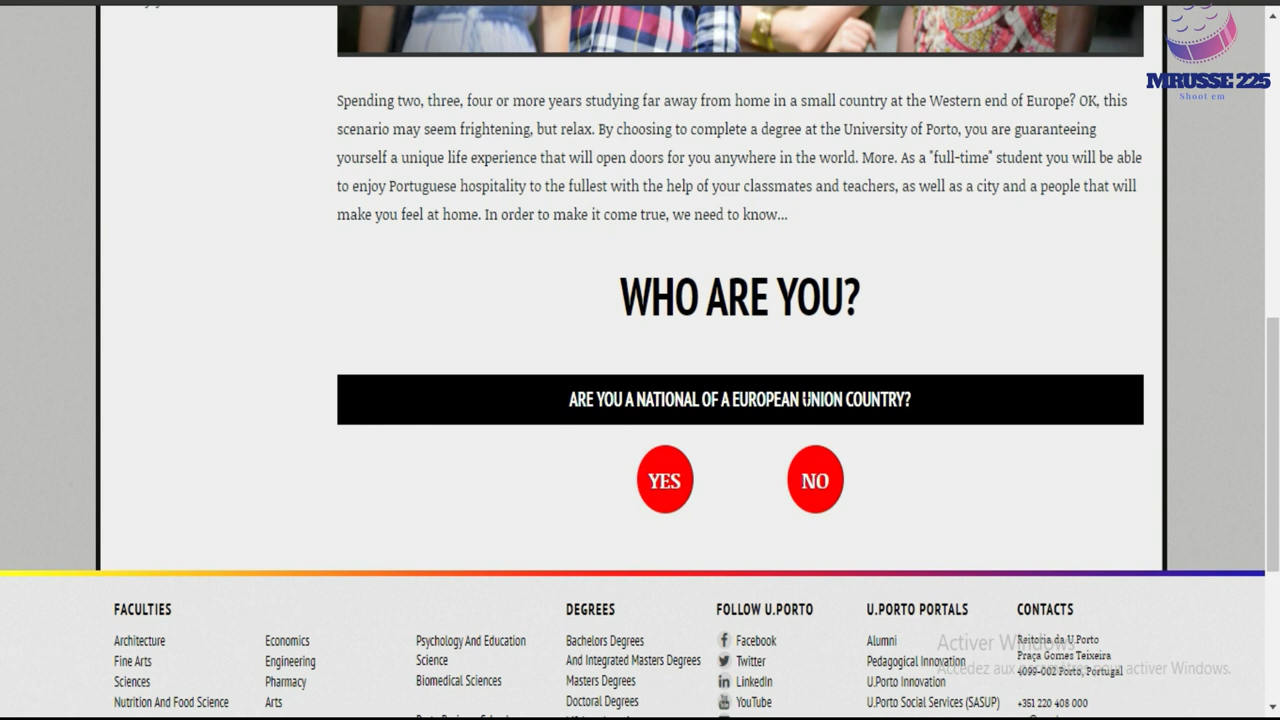 MRUSSE 225
Shoot em
Spending two, three, four or more years studying far away from home in a small country at the Western end of Europe? OK, this
scenario may seem frightening, but relax. By choosing to complete a degree at the University of Porto, you are guaranteeing
yourself a unique life experience that will open doors for you anywhere in the world. More. As a "full-time" student you will be able
to enjoy Portuguese hospitality to the fullest with the help of your classmates and teachers, as well as a city and a people that will
make you feel at home. In order to make it come true, we need to know...
WHO ARE YOU?
ARE YOU A NATIONAL OF A EUROPEAN UNION COUNTRY?
YES
NO
FACULTIES
Architecture
Fine Arts
Sciences
Nutrition And Food Science
Economics
Engineering
Pharmacy
Arts
Psychology And Education
Science
Biomedical Sciences
DEGREES
Bachelors Degrees
And Integrated Masters Degrees
Masters Degrees
Doctoral Degrees
FOLLOW U.PORTO
Facebook
Twitter
LinkedIn
YouTube
U.PORTO PORTALS
Alumni
Pedagogical Innovation
U.Porto Innovation
U.Porto Social Services (SASUP)
CONTACTS
Reitoria da U.Porto
Praça Gomes Teixeira
4099-002 Porto, Portugal
+351 220 408 000
Activer Windows
Accédez aux paramètres pour activer Windows.